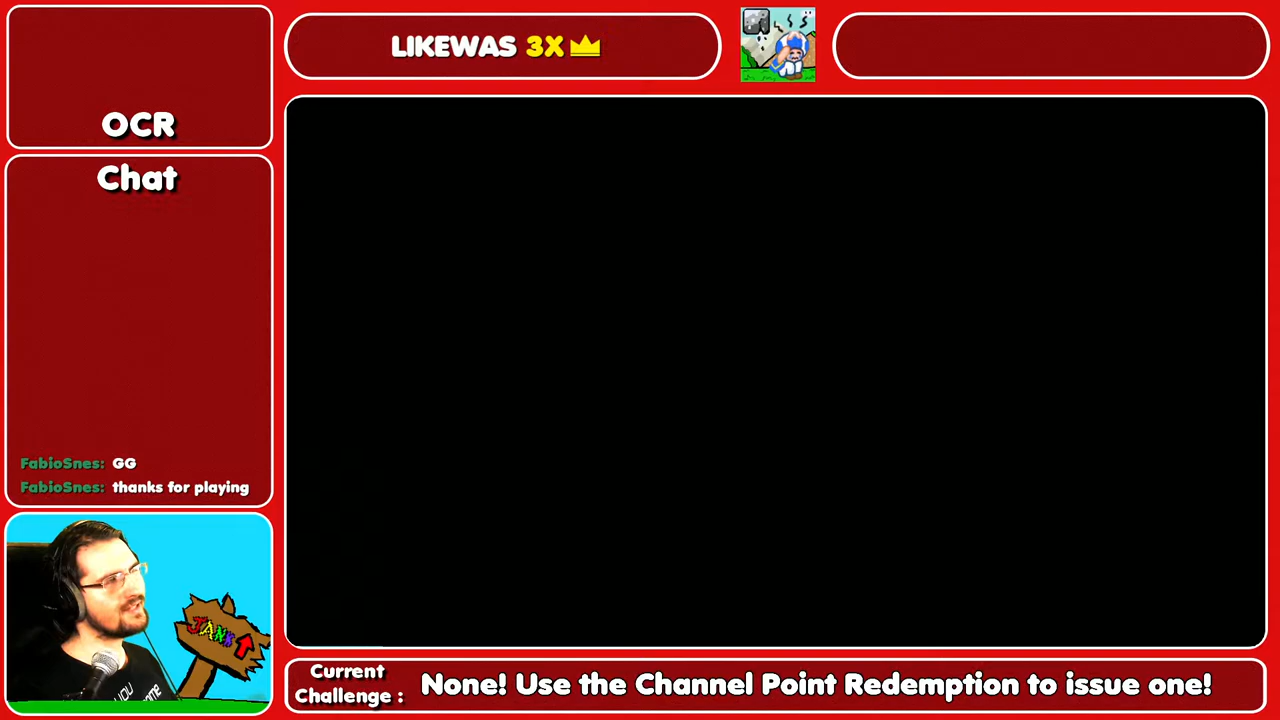 LIKEWAS 3X
OCR
Chat
FabioSnes: GG
FabioSnes: thanks for playing
JANK
Current
Challenge :
None! Use the Channel Point Redemption to issue one!